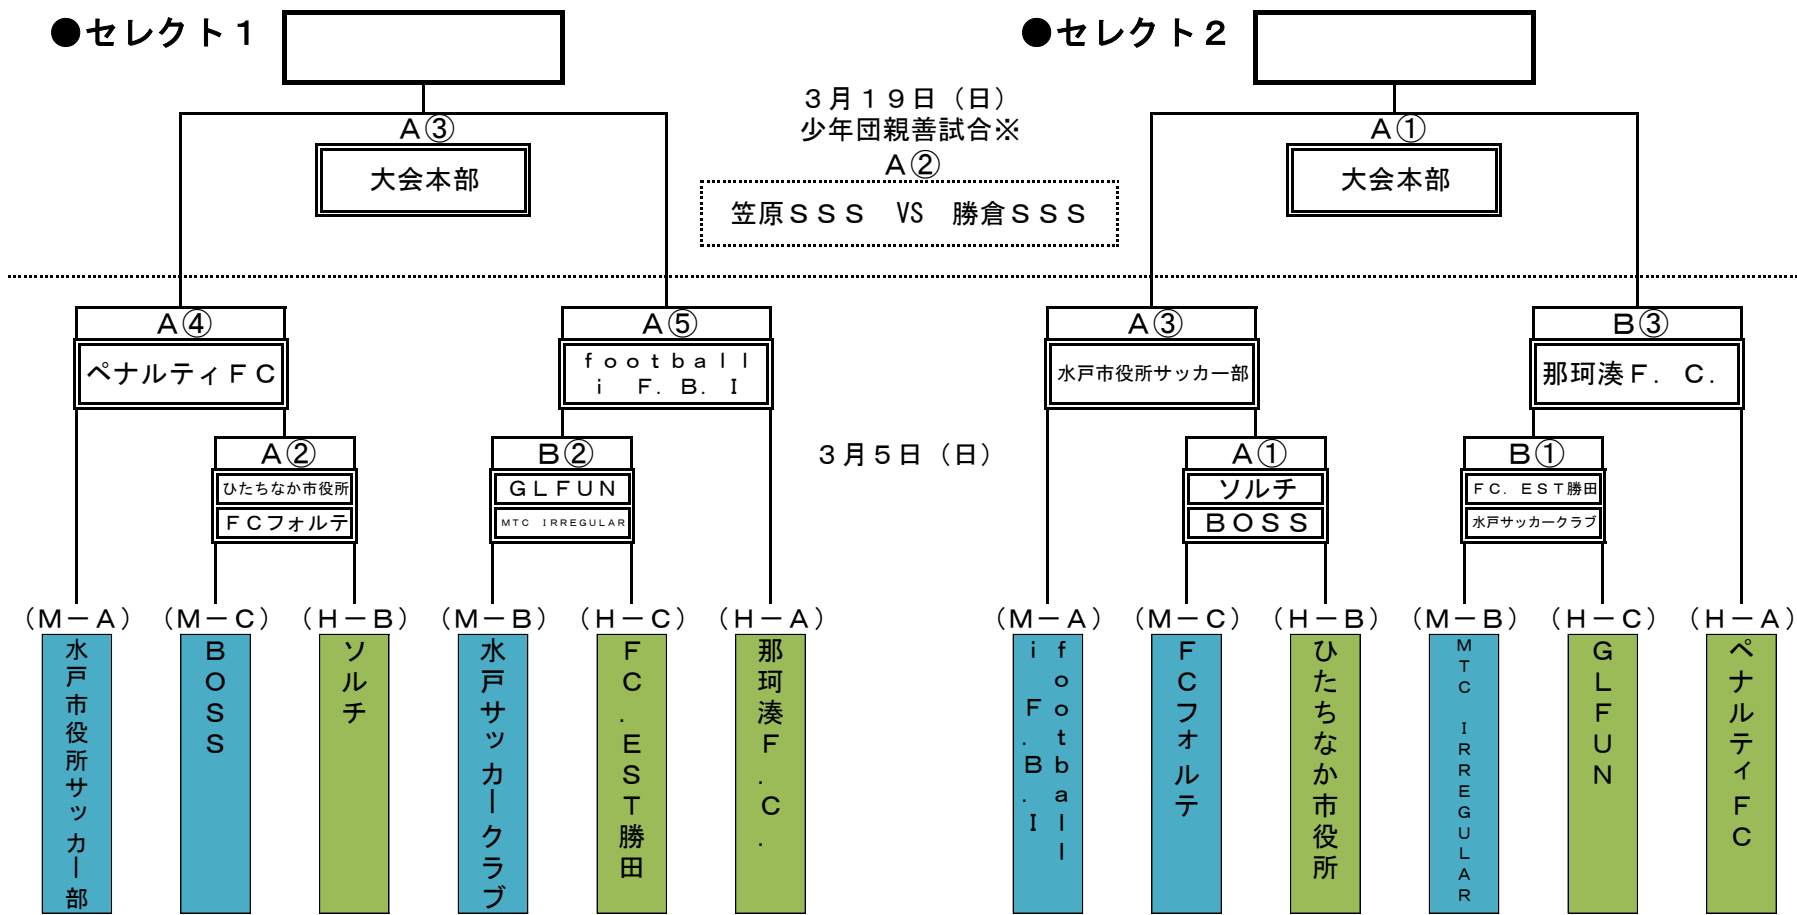 ●セレクト１
●セレクト２
３月１９日（日）
少年団親善試合※
Ａ③
Ａ②
Ａ①
大会本部
笠原ＳＳＳ　VS　勝倉ＳＳＳ
大会本部
Ａ④
Ａ⑤
Ａ③
Ｂ③
ペナルティＦＣ
ｆｏｏｔｂａｌｌ
ｉ　Ｆ．Ｂ．Ｉ
水戸市役所サッカー部
那珂湊Ｆ．Ｃ．
３月５日（日）
Ａ②
Ｂ②
Ａ①
Ｂ①
ひたちなか市役所
ＦＣフォルテ
ＧＬＦＵＮ
ＭＴＣ　ＩＲＲＥＧＵＬＡＲ
ソルチ
ＢＯＳＳ
ＦＣ．ＥＳＴ勝田
水戸サッカークラブ
（Ｍ－Ａ）
（Ｍ－Ｃ）
（Ｈ－Ｂ）
（Ｍ－Ｂ）
（Ｈ－Ｃ）
（Ｈ－Ａ）
（Ｍ－Ａ）
（Ｍ－Ｃ）
（Ｈ－Ｂ）
（Ｍ－Ｂ）
（Ｈ－Ｃ）
（Ｈ－Ａ）
水戸市役所サッカー部
ＢＯＳＳ
ソルチ
水戸サッカークラブ
ＦＣ．ＥＳＴ勝田
那珂湊Ｆ．Ｃ．
ｆｏｏｔｂａｌｌ
ｉ　Ｆ．Ｂ．Ｉ
ＦＣフォルテ
ひたちなか市役所
ＭＴＣ　ＩＲＲＥＧＵＬＡＲ
ＧＬＦＵＮ
ペナルティＦＣ